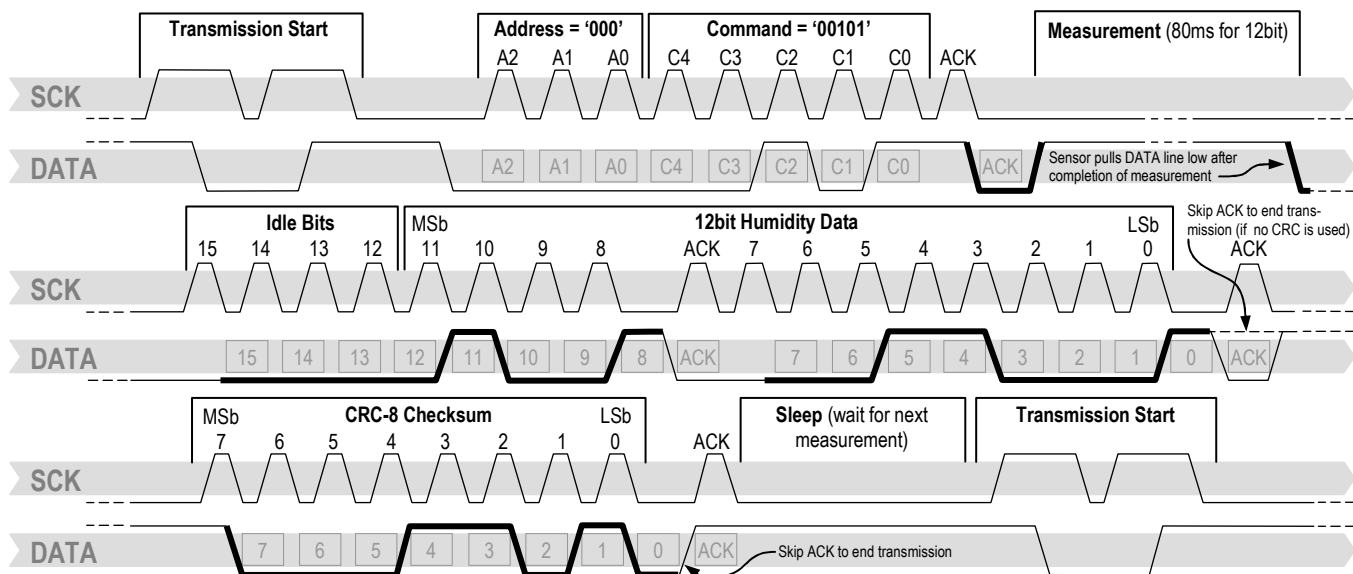 Transmission Start
Address = '000'
Command = '00101'
Measurement (80ms for 12bit)
A2 A1 A0 C4 C3 C2 C1 C0 ACK
SCK
DATA
A2 A1 A0 C4 C3 C2 C1 C0 ACK
Sensor pulls DATA line low after
completion of measurement
Idle Bits
MSb
12bit Humidity Data
LSb
Skip ACK to end trans-
mission (if no CRC is used)
15 14 13 12 11 10 9 8 ACK 7 6 5 4 3 2 1 0 ACK
SCK
DATA
15 14 13 12 11 10 9 8 ACK 7 6 5 4 3 2 1 0 ACK
MSb
CRC-8 Checksum
LSb
Sleep (wait for next
measurement)
Transmission Start
7 6 5 4 3 2 1 0 ACK
SCK
DATA
7 6 5 4 3 2 1 0 ACK
Skip ACK to end transmission